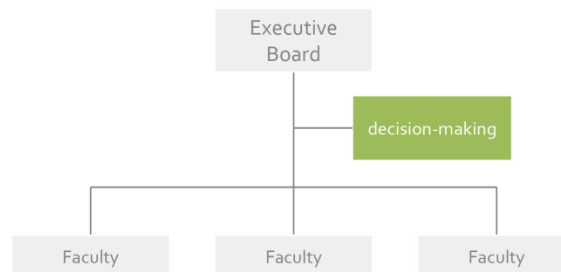 Executive
Board
decision-making
Faculty
Faculty
Faculty